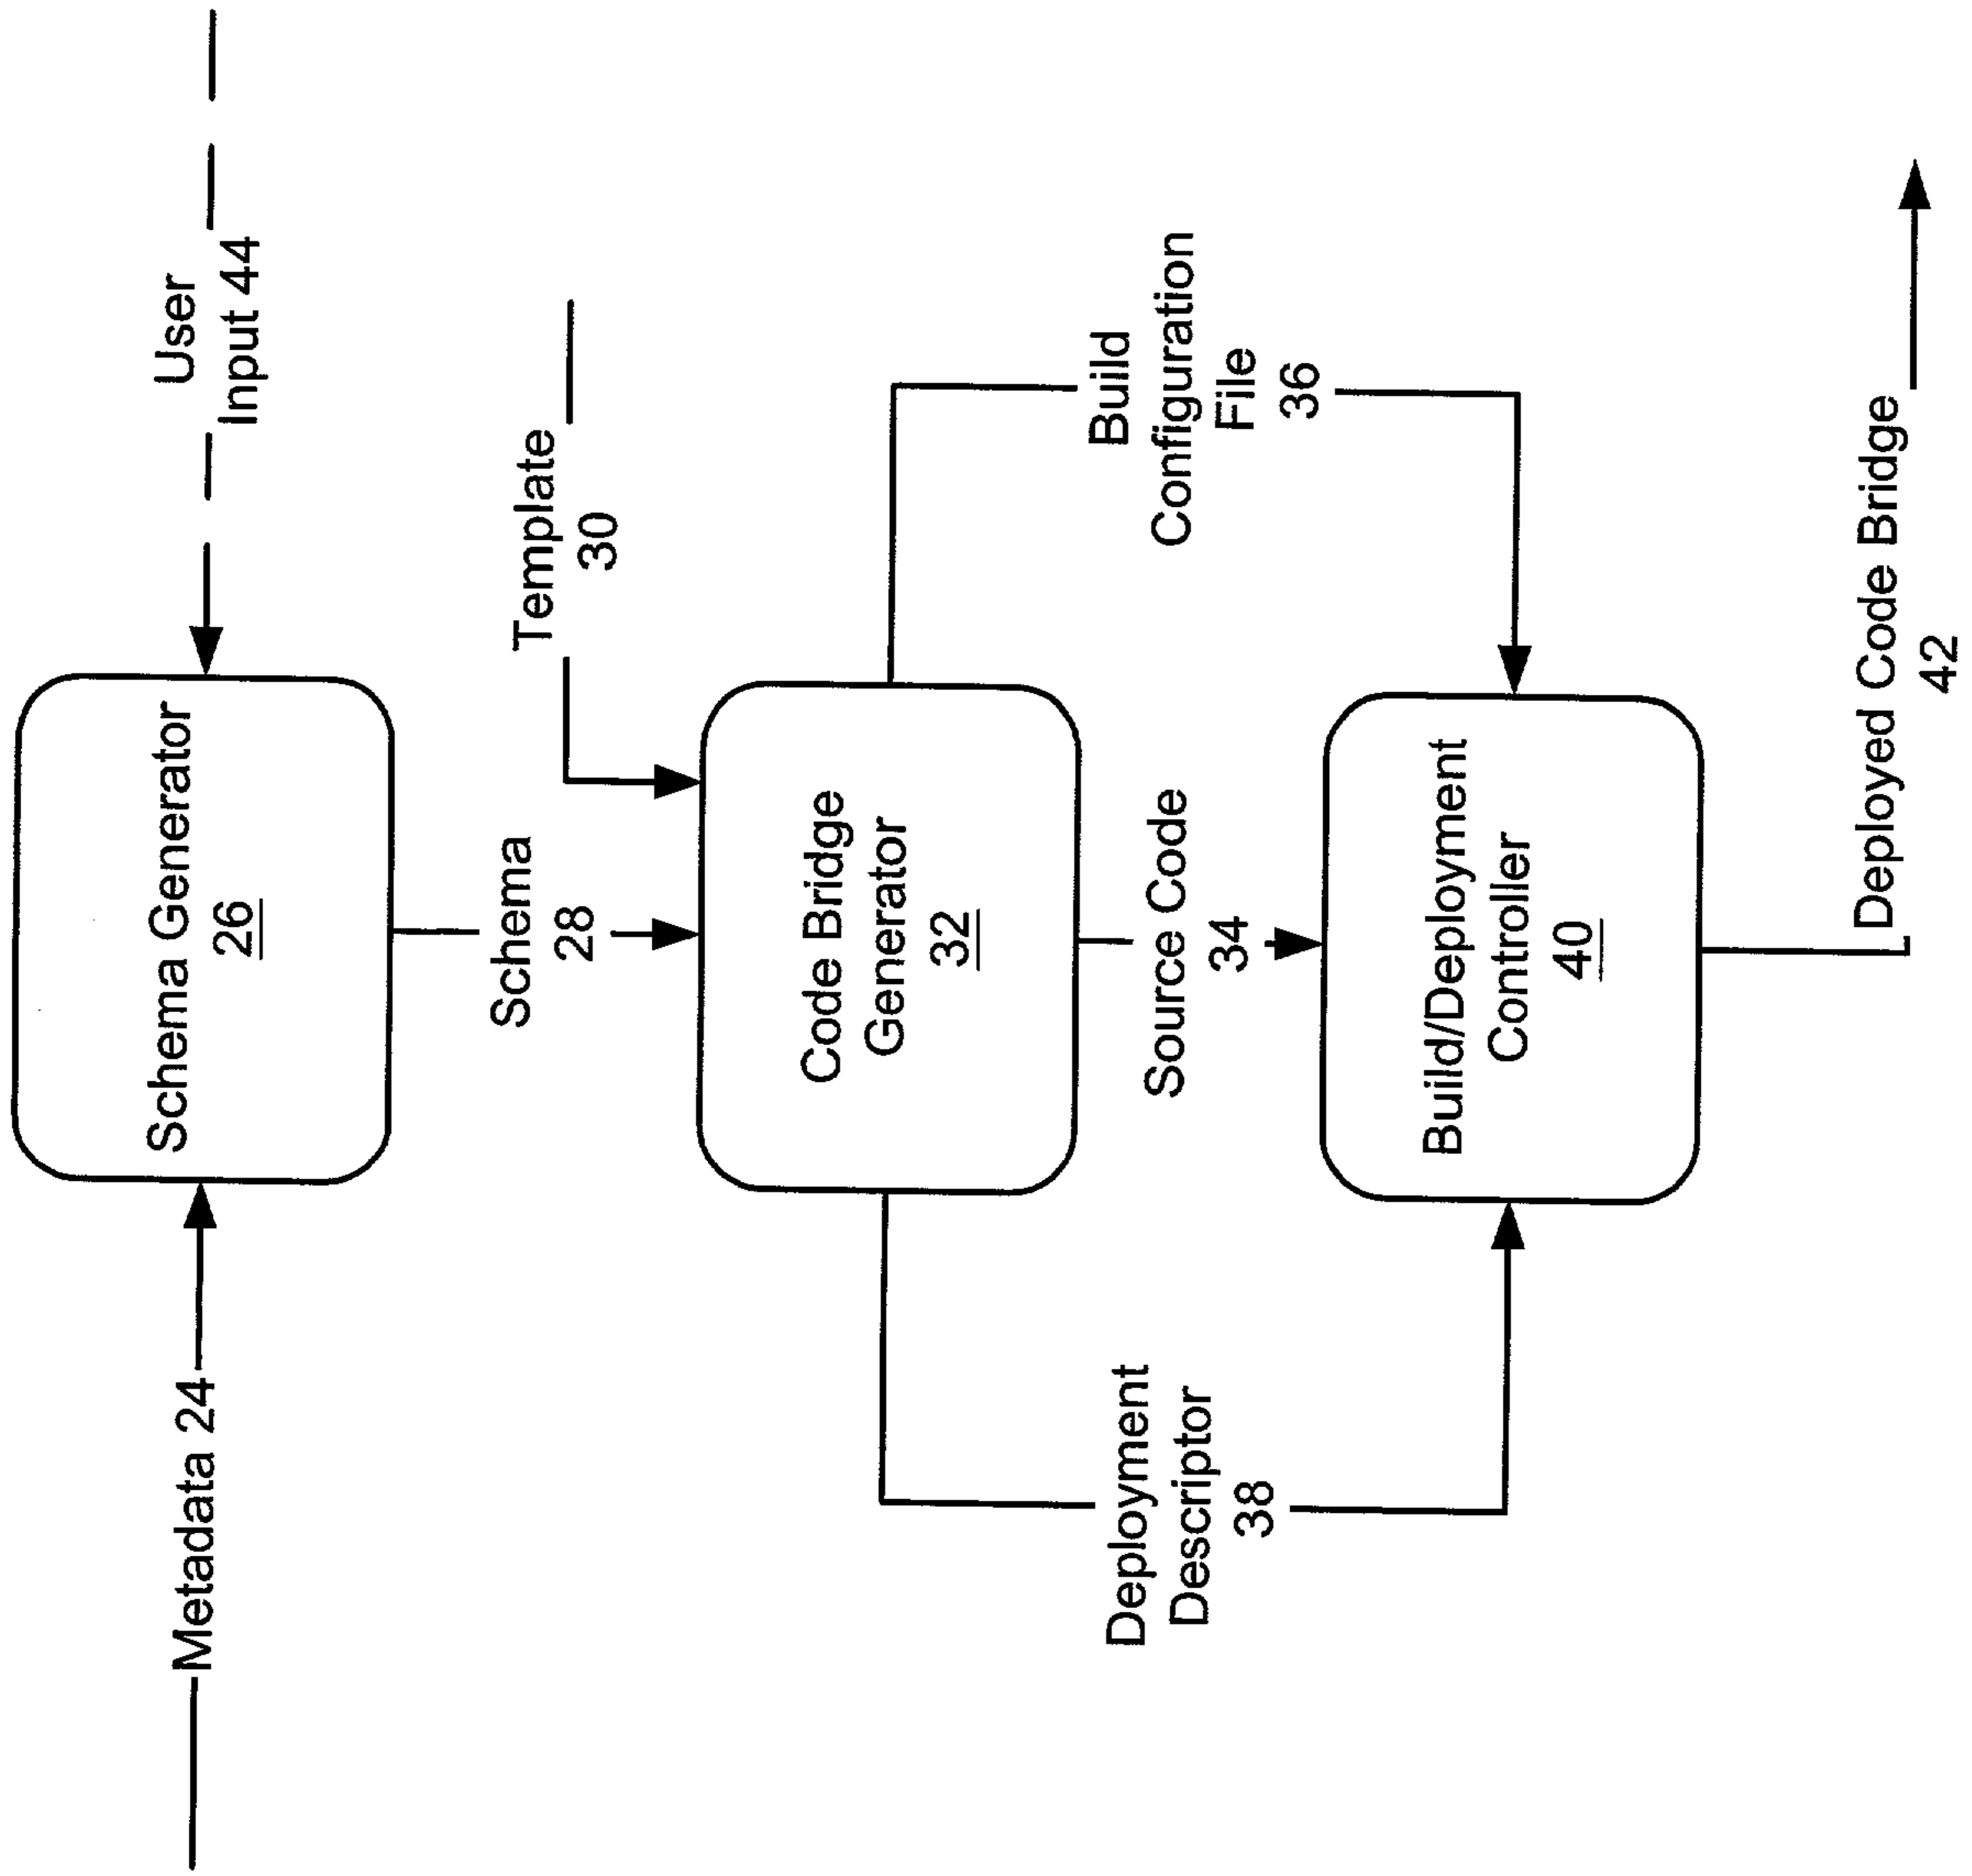 Metadata 24
Schema Generator
26
User
Input 44
Schema
28
Template
30
Code Bridge
Generator
32
Deployment
Descriptor
38
Source Code
34
Build
Configuration
File
36
Build/Deployment
Controller
40
Deployed Code Bridge
42